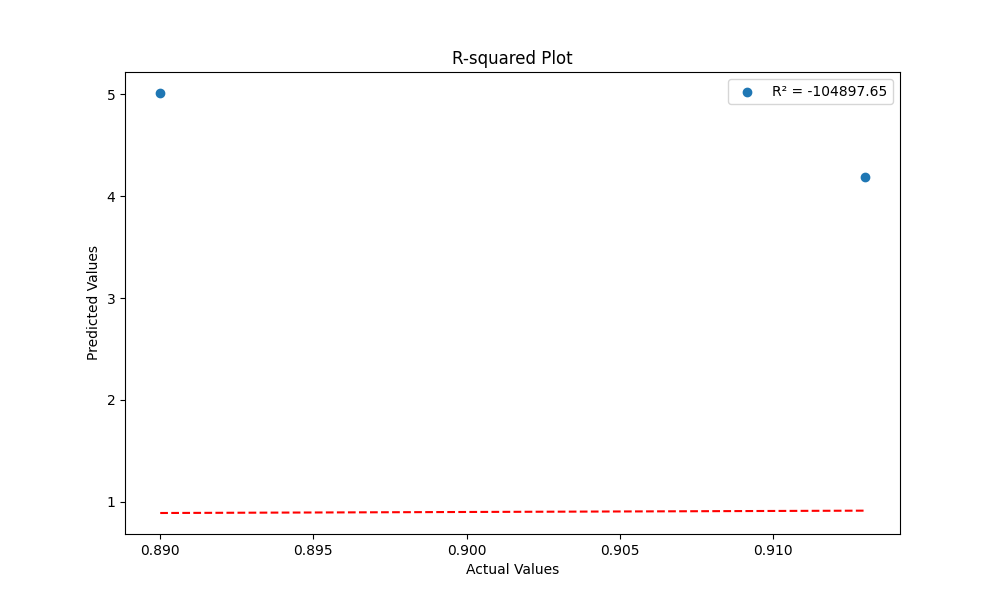 R-squared Plot
R² = -104897.65
Predicted Values
5
4
3
2
1
0.890 0.895 0.900 0.905 0.910
Actual Values